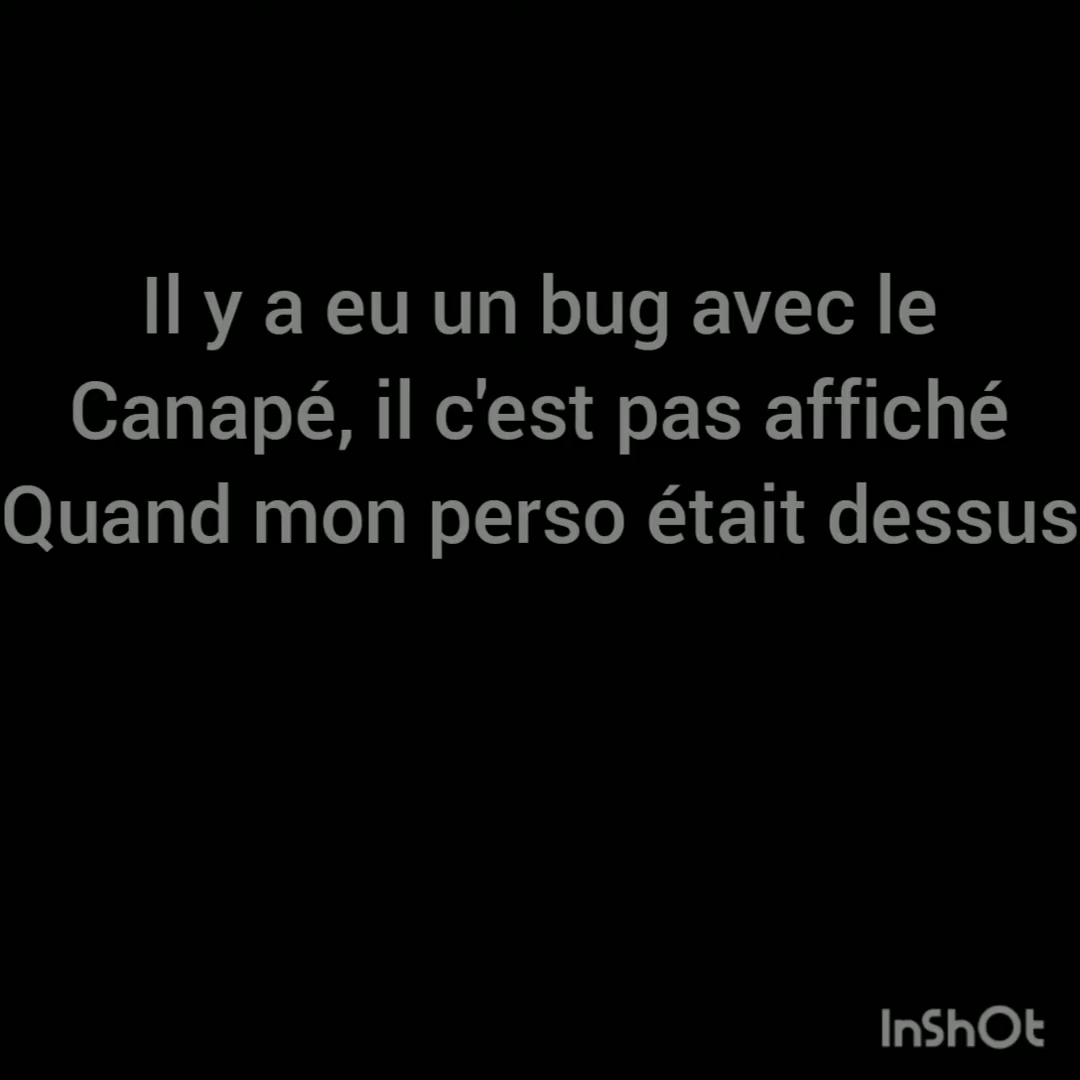 Il y a eu un bug avec le
Canapé, il c'est pas affiché
Quand mon perso était dessus
InShOt